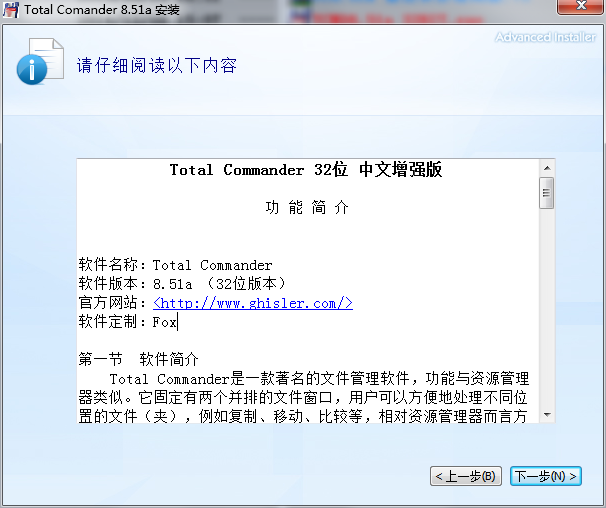 Total Comander 8.51a 安装
Advanced Installer
请仔细阅读以下内容
Total Commander 32位 中文增强版
功 能 简 介
软件名称：Total Commander
软件版本：8.51a （32位版本）
官方网站：<http://www.ghisler.com/>
软件定制：Fox
第一节 软件简介
Total Commander是一款著名的文件管理软件，功能与资源管理
器类似。它固定有两个并排的文件窗口，用户可以方便地处理不同位
置的文件（夹），例如复制、移动、比较等，相对资源管理器而言方
< 上一步(B)
下一步(N) >